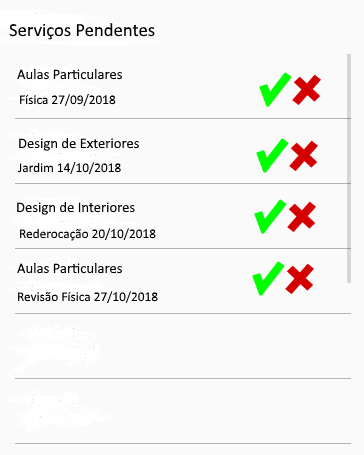 Serviços Pendentes
Aulas Particulares
Física 27/09/2018
Design de Exteriores
Jardim 14/10/2018
Design de Interiores
Rederocação 20/10/2018
Aulas Particulares
Revisão Física 27/10/2018